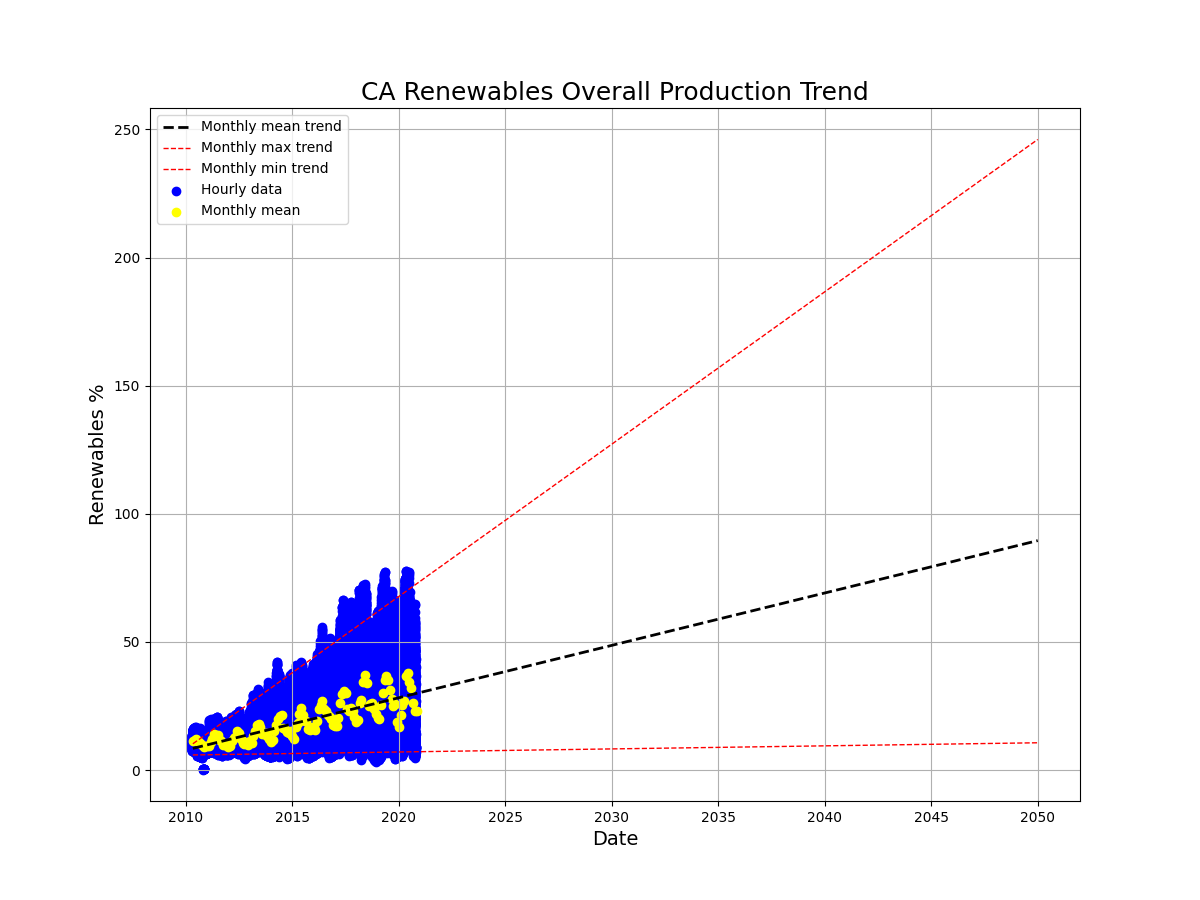 CA Renewables Overall Production Trend
Monthly mean trend
Monthly max trend
Monthly min trend
Hourly data
Monthly mean
250
200
150
100
50
0
Renewables %
2010 2015 2020 2025 2030 2035 2040 2045 2050
Date